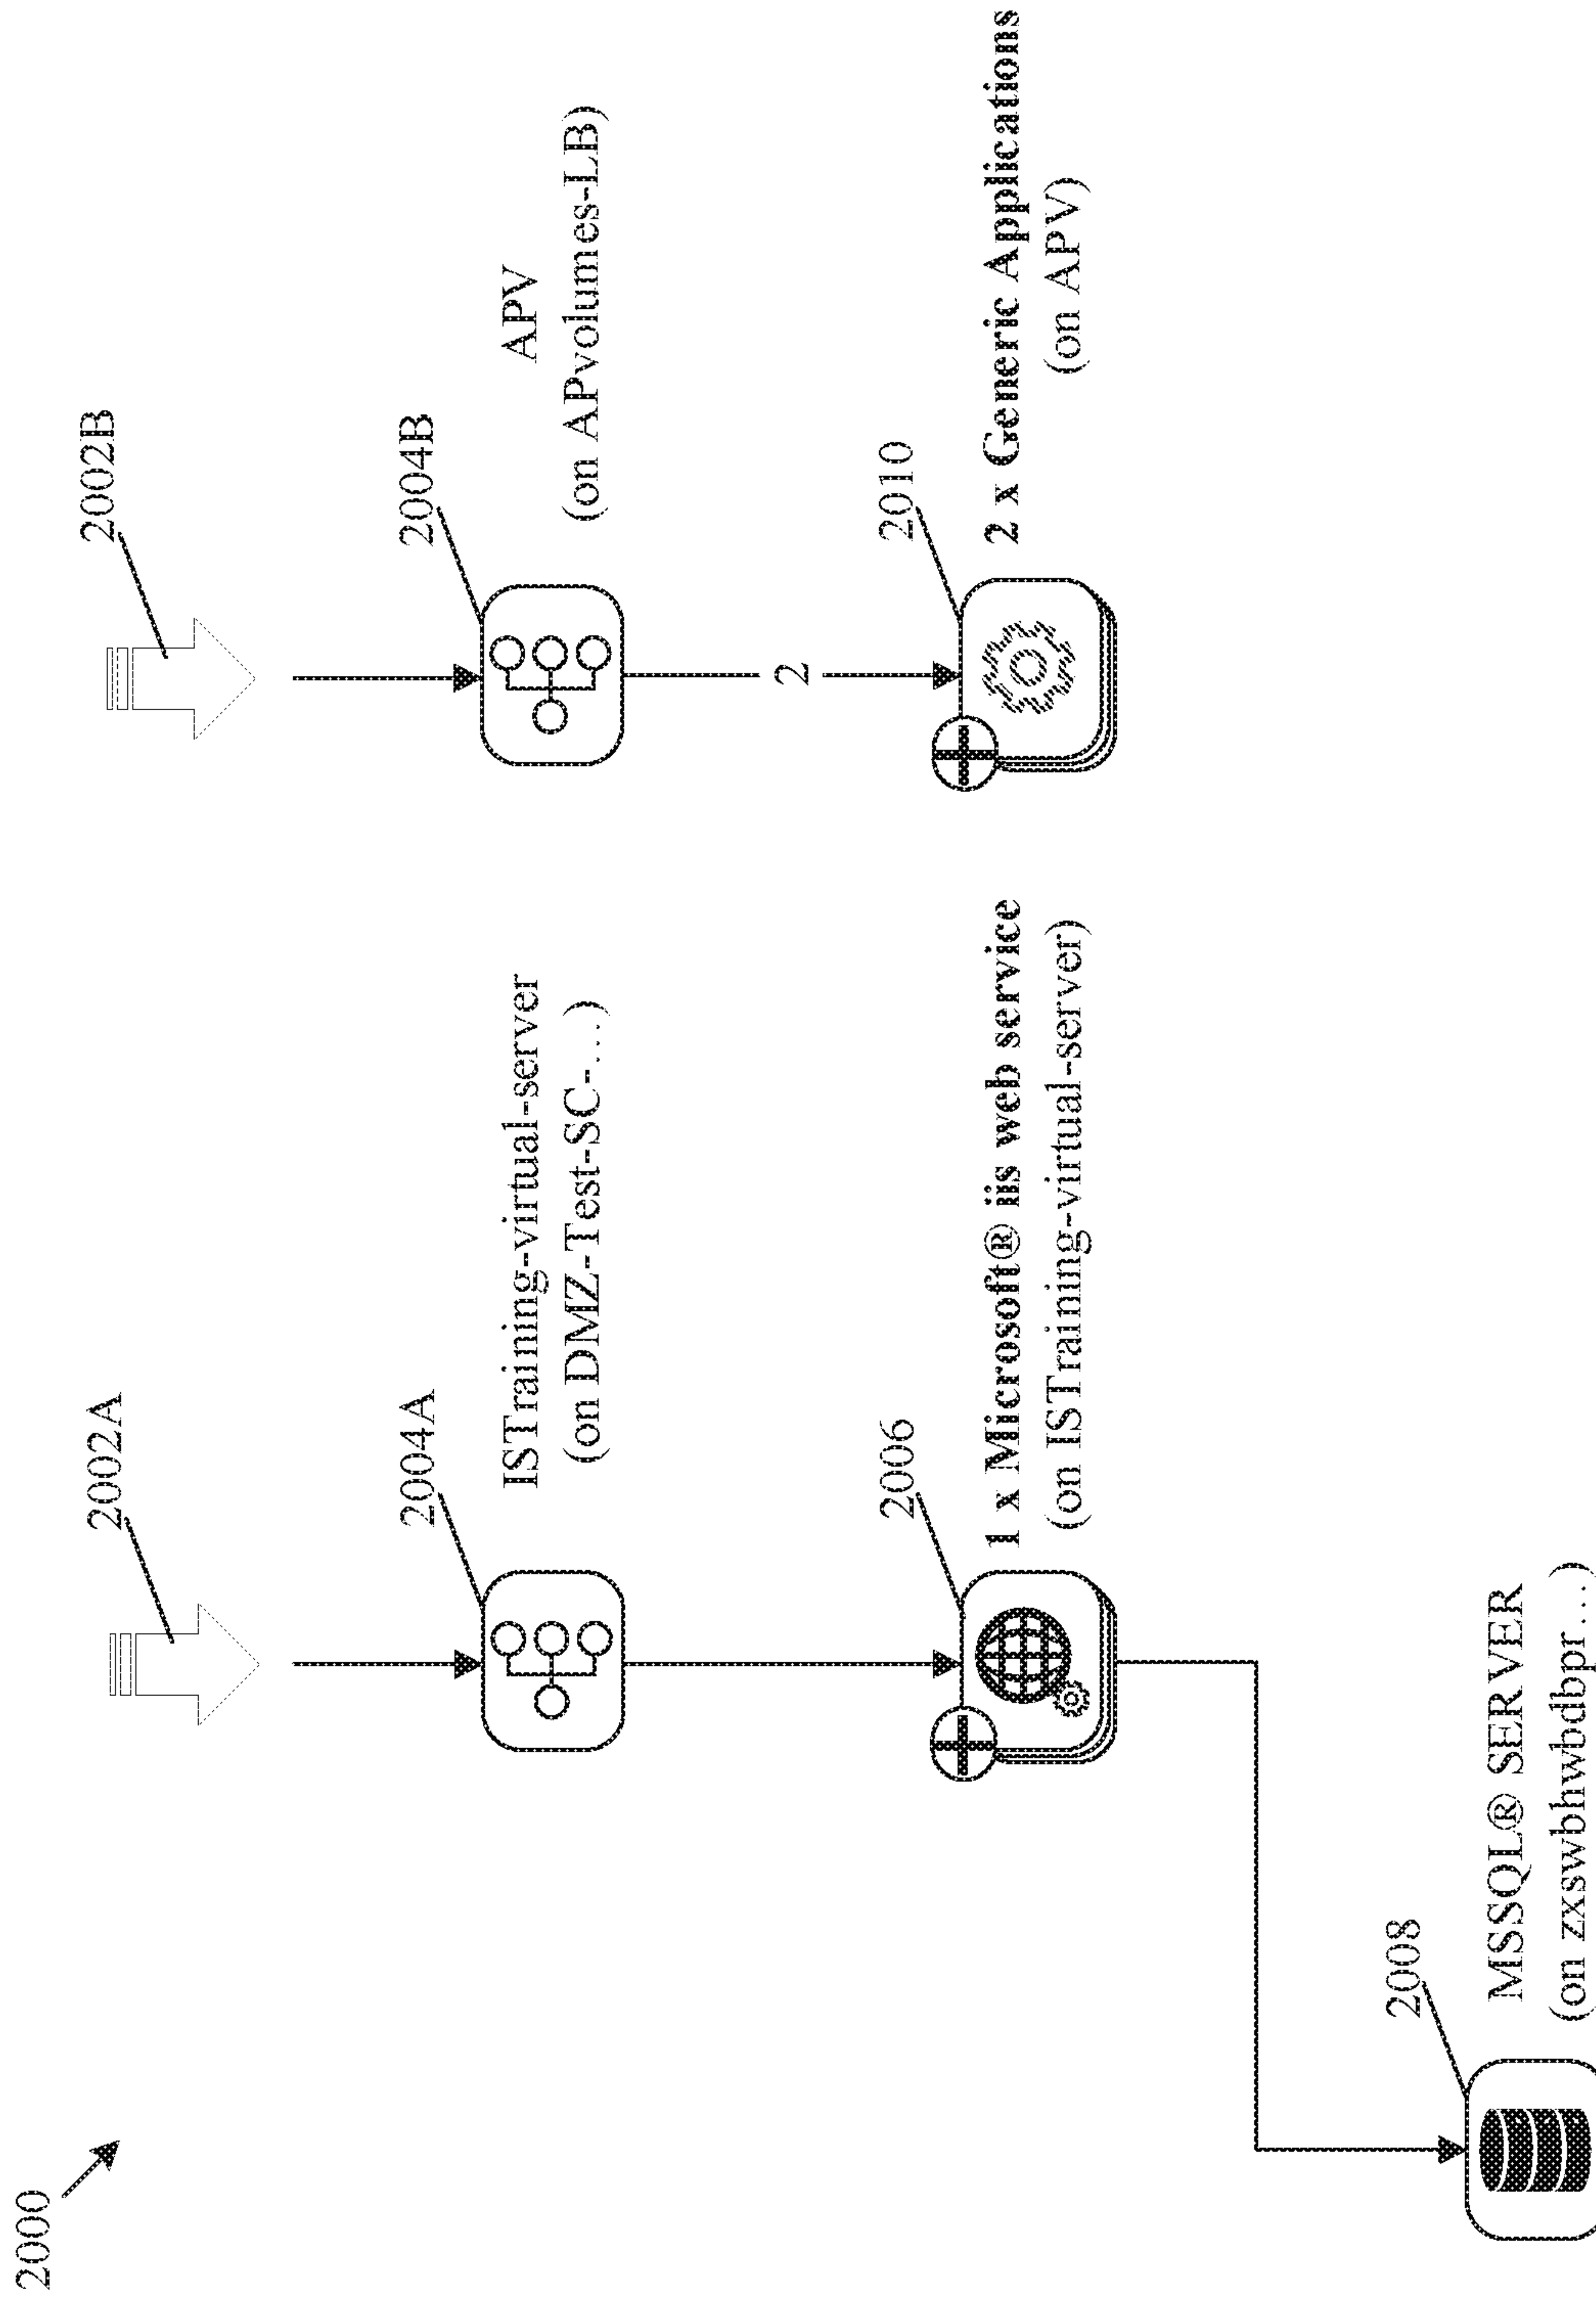 2000
2002A
2002B
2004A
ISTraining-virtual-server
(on DMZ-Test-SC-...)
2004B
APV
(on APvolumes-LB)
2
2006
1 x Microsoft® iis web service
(on ISTraining-virtual-server)
2010
2 x Generic Applications
(on APV)
2008
MSSQL® SERVER
(on zxswbhwbdbpr...)